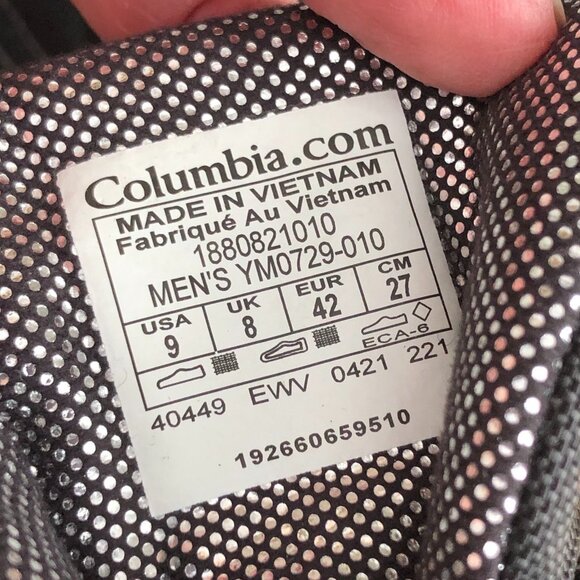 Columbia.com
MADE IN VIETNAM
Fabriqué Au Vietnam
1880821010
MEN'S YM0729-010
USA UK EUR CM
9 8 42 27
ECA-6
40449 EWV 0421 221
192660659510